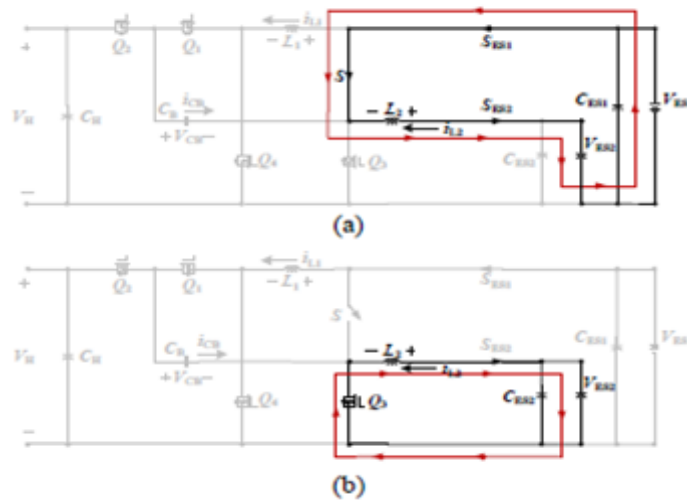 Q2 Q1 iL1
+ - L1 + SES1
S
VH CH CB iCB - L2 + SES2 CES1 VES
+ VCB - iL2 VES2
Q4 Q3 CES2
-
(a)
iL1
+ Q2 Q1 - L1 + SES1
S
VH CH CB iCB - L2 + SES2 CES1 VES
+ VCB - iL2 VES2
Q4 Q3 CES2
-
(b)